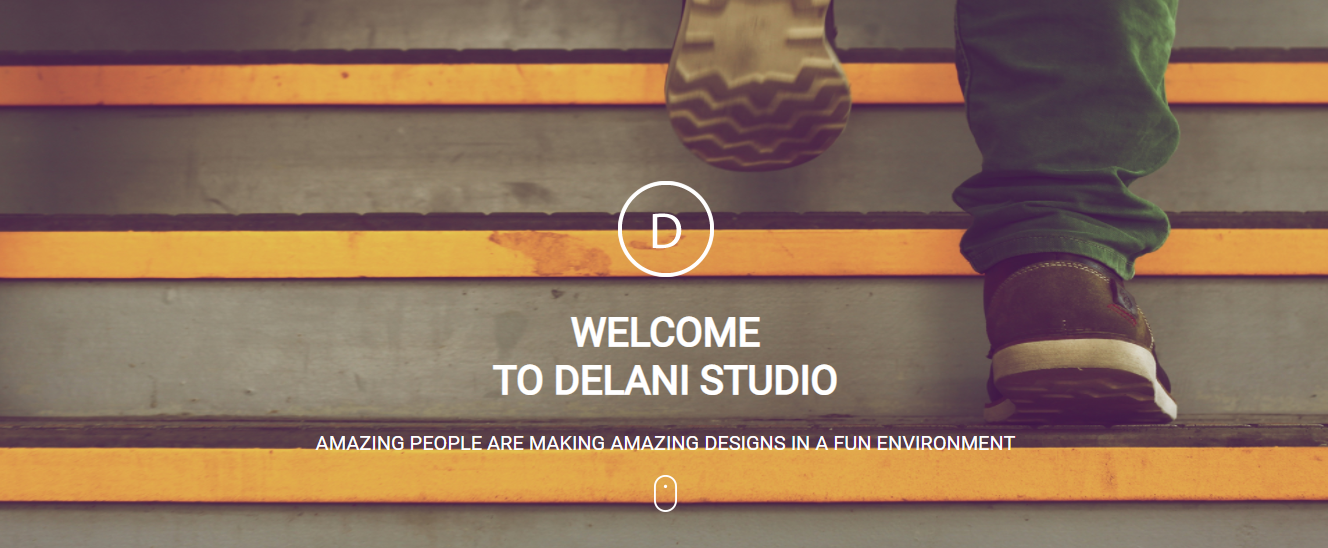 D
WELCOME
TO DELANI STUDIO
AMAZING PEOPLE ARE MAKING AMAZING DESIGNS IN A FUN ENVIRONMENT